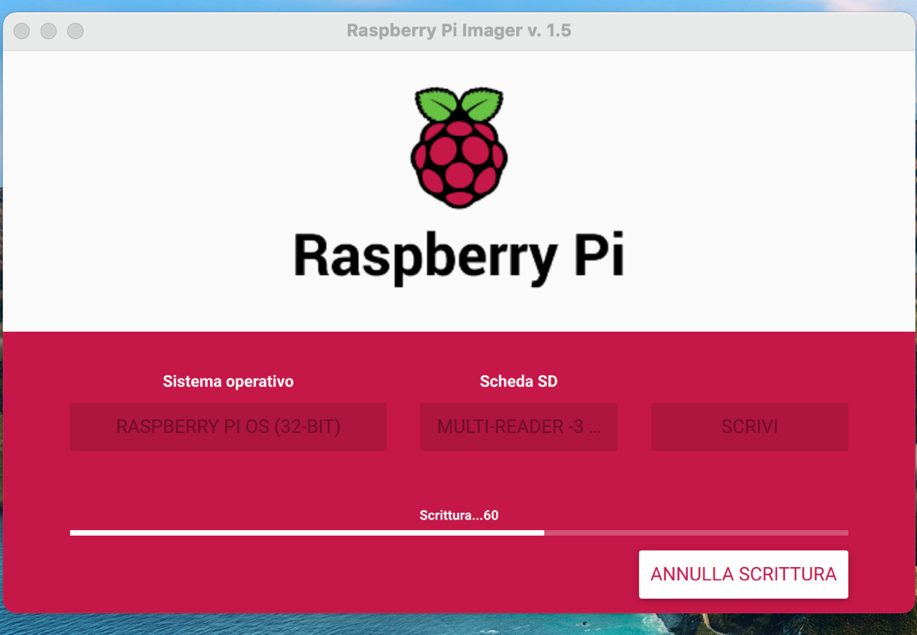 Raspberry Pi Imager v. 1.5
Raspberry Pi
Sistema operativo
Scheda SD
RASPBERRY PI OS (32-BIT)
MULTI-READER -3 ...
SCRIVI
Scrittura...60
ANNULLA SCRITTURA